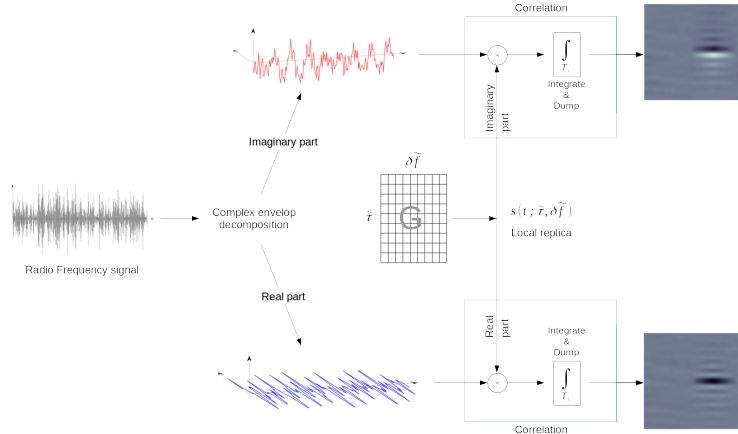 Correlation
Imaginary part
×
∫
T
Integrate
&
Dump
Imaginary part
δf̃
τ̃
G
Complex envelop
decomposition
s(t; τ̃, δf̃)
Local replica
Radio Frequency signal
Real part
Real part
Integrate
&
Dump
×
∫
T
Correlation